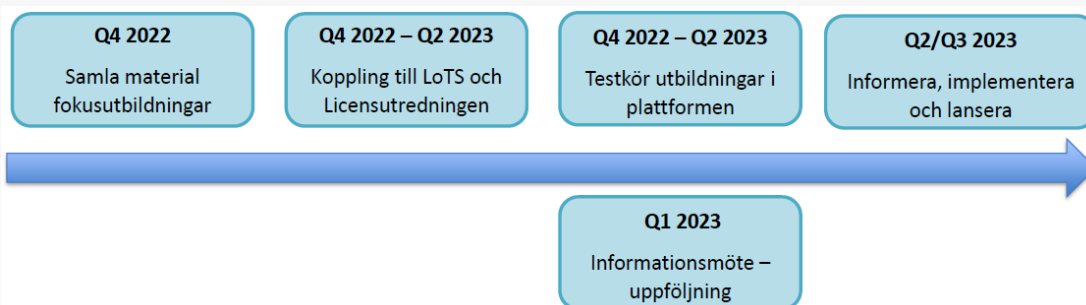 Q4 2022
Samla material
fokusutbildningar
Q4 2022 – Q2 2023
Koppling till LoTS och
Licensutredningen
Q4 2022 – Q2 2023
Testkör utbildningar i
plattformen
Q2/Q3 2023
Informera, implementera
och lansera
Q1 2023
Informationsmöte –
uppföljning